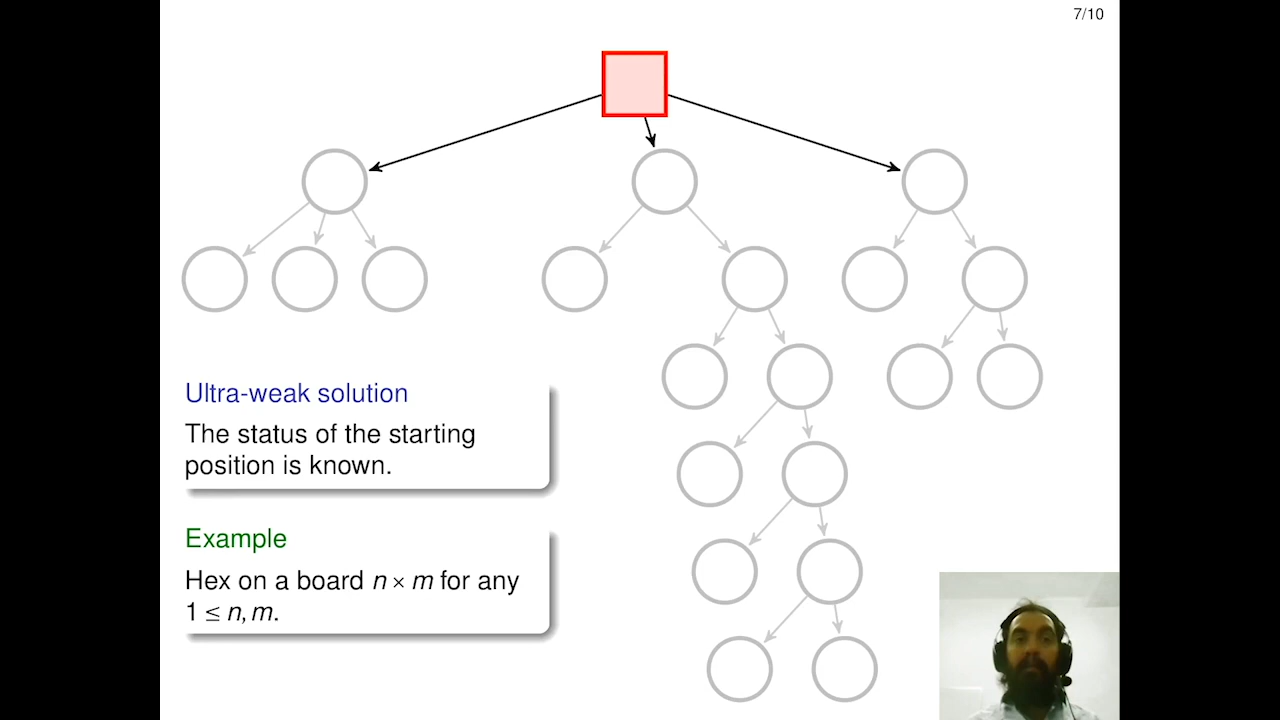 7/10
Ultra-weak solution
The status of the starting
position is known.
Example
Hex on a board n × m for any
1 ≤ n, m.